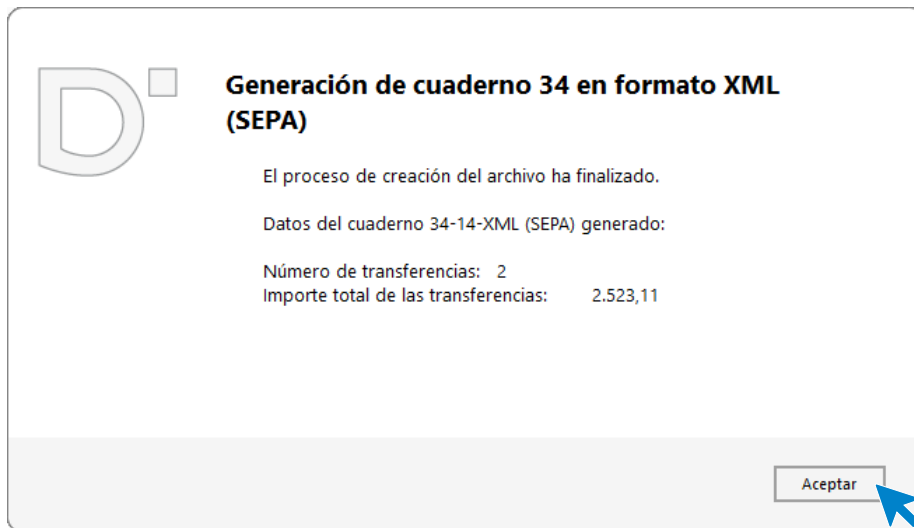 Generación de cuaderno 34 en formato XML
(SEPA)
El proceso de creación del archivo ha finalizado.
Datos del cuaderno 34-14-XML (SEPA) generado:
Número de transferencias: 2
Importe total de las transferencias: 2.523,11
Aceptar